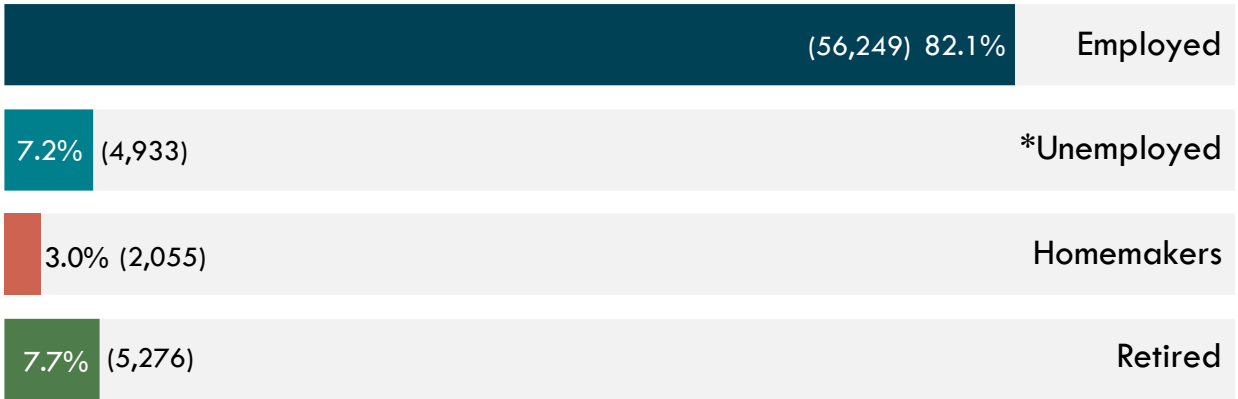 (56,249) 82.1% Employed
7.2% (4,933) *Unemployed
3.0% (2,055) Homemakers
7.7% (5,276) Retired